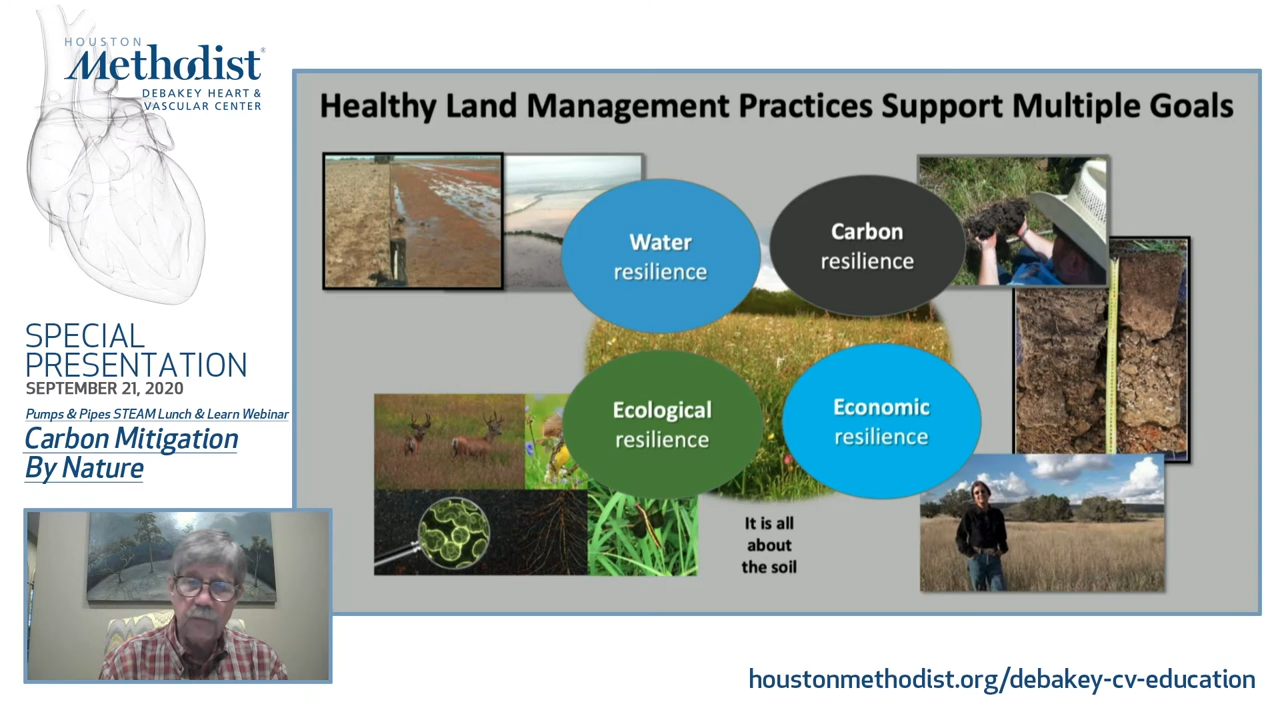 HOUSTON
Methodist®
DEBAKEY HEART &
VASCULAR CENTER
SPECIAL
PRESENTATION
SEPTEMBER 21, 2020
Pumps & Pipes STEAM Lunch & Learn Webinar
Carbon Mitigation
By Nature
Healthy Land Management Practices Support Multiple Goals
Water
resilience
Carbon
resilience
Ecological
resilience
Economic
resilience
It is all
about
the soil
houstonmethodist.org/debakey-cv-education